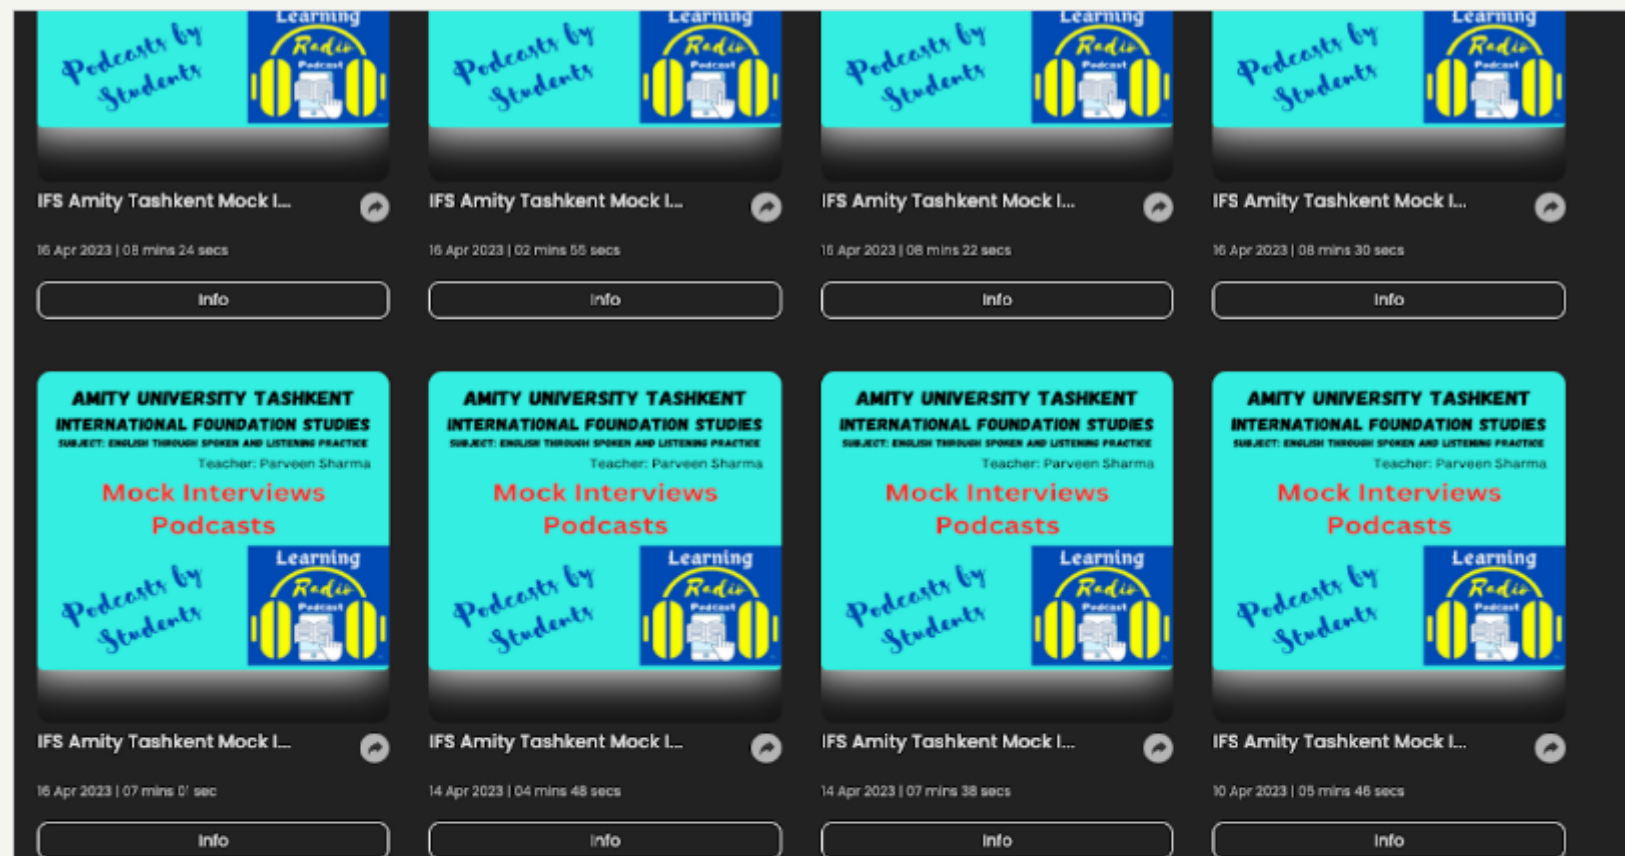 Podcasts by
Students
Learning
Radio
Podcast
Podcasts by
Students
Learning
Radio
Podcast
Podcasts by
Students
Learning
Radio
Podcast
Podcasts by
Students
Learning
Radio
Podcast
IFS Amity Tashkent Mock I...
IFS Amity Tashkent Mock I...
IFS Amity Tashkent Mock I...
IFS Amity Tashkent Mock I...
16 Apr 2023 | 08 mins 24 secs
16 Apr 2023 | 02 mins 55 secs
16 Apr 2023 | 08 mins 22 secs
16 Apr 2023 | 08 mins 30 secs
Info
Info
Info
Info
AMITY UNIVERSITY TASHKENT
INTERNATIONAL FOUNDATION STUDIES
SUBJECT: ENGLISH THROUGH SPOKEN AND LISTENING PRACTICE
Teacher: Parveen Sharma
Mock Interviews
Podcasts
Podcasts by
Students
Learning
Radio
Podcast
AMITY UNIVERSITY TASHKENT
INTERNATIONAL FOUNDATION STUDIES
SUBJECT: ENGLISH THROUGH SPOKEN AND LISTENING PRACTICE
Teacher: Parveen Sharma
Mock Interviews
Podcasts
Podcasts by
Students
Learning
Radio
Podcast
AMITY UNIVERSITY TASHKENT
INTERNATIONAL FOUNDATION STUDIES
SUBJECT: ENGLISH THROUGH SPOKEN AND LISTENING PRACTICE
Teacher: Parveen Sharma
Mock Interviews
Podcasts
Podcasts by
Students
Learning
Radio
Podcast
AMITY UNIVERSITY TASHKENT
INTERNATIONAL FOUNDATION STUDIES
SUBJECT: ENGLISH THROUGH SPOKEN AND LISTENING PRACTICE
Teacher: Parveen Sharma
Mock Interviews
Podcasts
Podcasts by
Students
Learning
Radio
Podcast
IFS Amity Tashkent Mock I...
IFS Amity Tashkent Mock I...
IFS Amity Tashkent Mock I...
IFS Amity Tashkent Mock I...
16 Apr 2023 | 07 mins 01 sec
14 Apr 2023 | 04 mins 48 secs
14 Apr 2023 | 07 mins 38 secs
10 Apr 2023 | 05 mins 46 secs
Info
Info
Info
Info